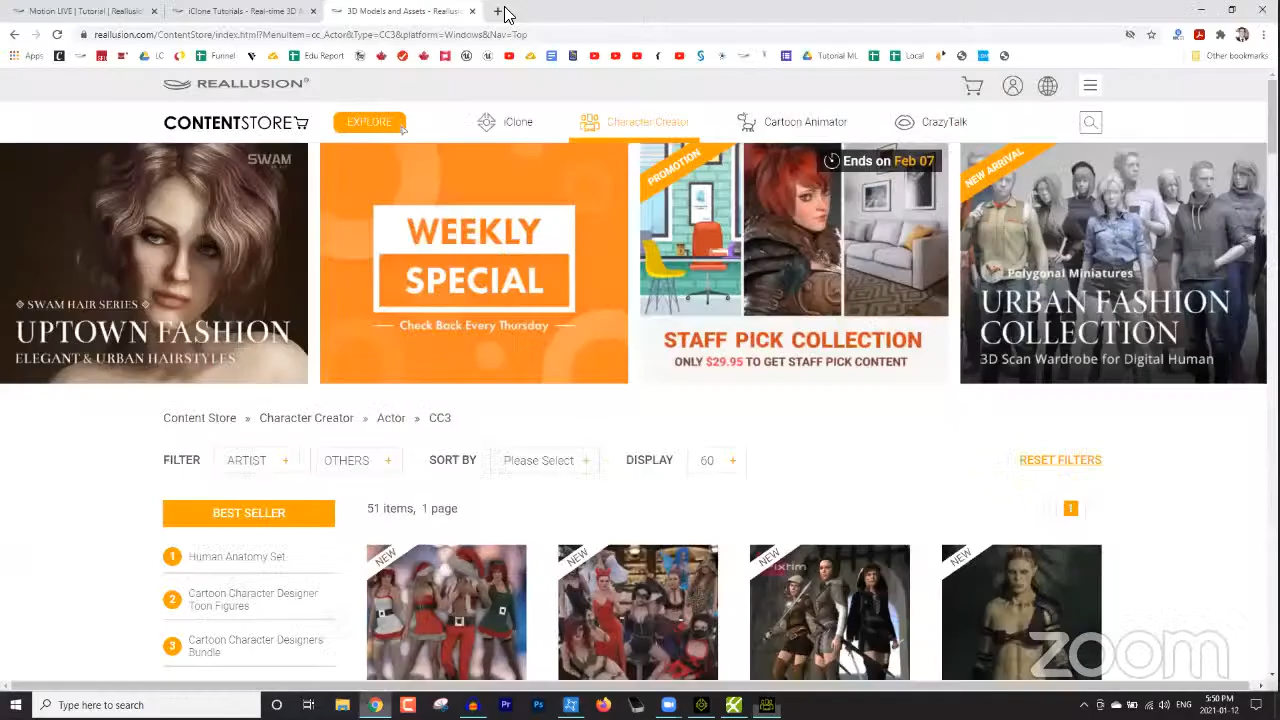 Motion LIVE | Tutorial | Reallusi
iClone Tutorials - Real-time 3D A
3D Models and Assets - Reallusi
reallusion.com/ContentStore/index.html?MenuItem=cc_Actor&Type=CC3&platform=Windows&Nav=Top
Apps
LC
Funnel
Edu Report
Tutorial ML
Local
Other bookmarks
REALLUSION®
CONTENTSTORE
EXPLORE
iClone
Character Creator
Cartoon Animator
CrazyTalk
SWAM
SWAM HAIR SERIES
UPTOWN FASHION
ELEGANT & URBAN HAIRSTYLES
WEEKLY
SPECIAL
Check Back Every Thursday
PROMOTION
Ends on Feb 07
STAFF PICK COLLECTION
ONLY $29.95 TO GET STAFF PICK CONTENT
NEW ARRIVAL
Polygonal Miniatures
URBAN FASHION
COLLECTION
3D Scan Wardrobe for Digital Human
Content Store » Character Creator » Actor » CC3
FILTER ARTIST + OTHERS + SORT BY Please Select + DISPLAY 60 + RESET FILTERS
BEST SELLER
51 items, 1 page
1
1 Human Anatomy Set
2 Cartoon Character Designer
Toon Figures
3 Cartoon Character Designers
Bundle
NEW
NEW
NEW
NEW
zoom
Type here to search
ENG
5:50 PM
2021-01-12